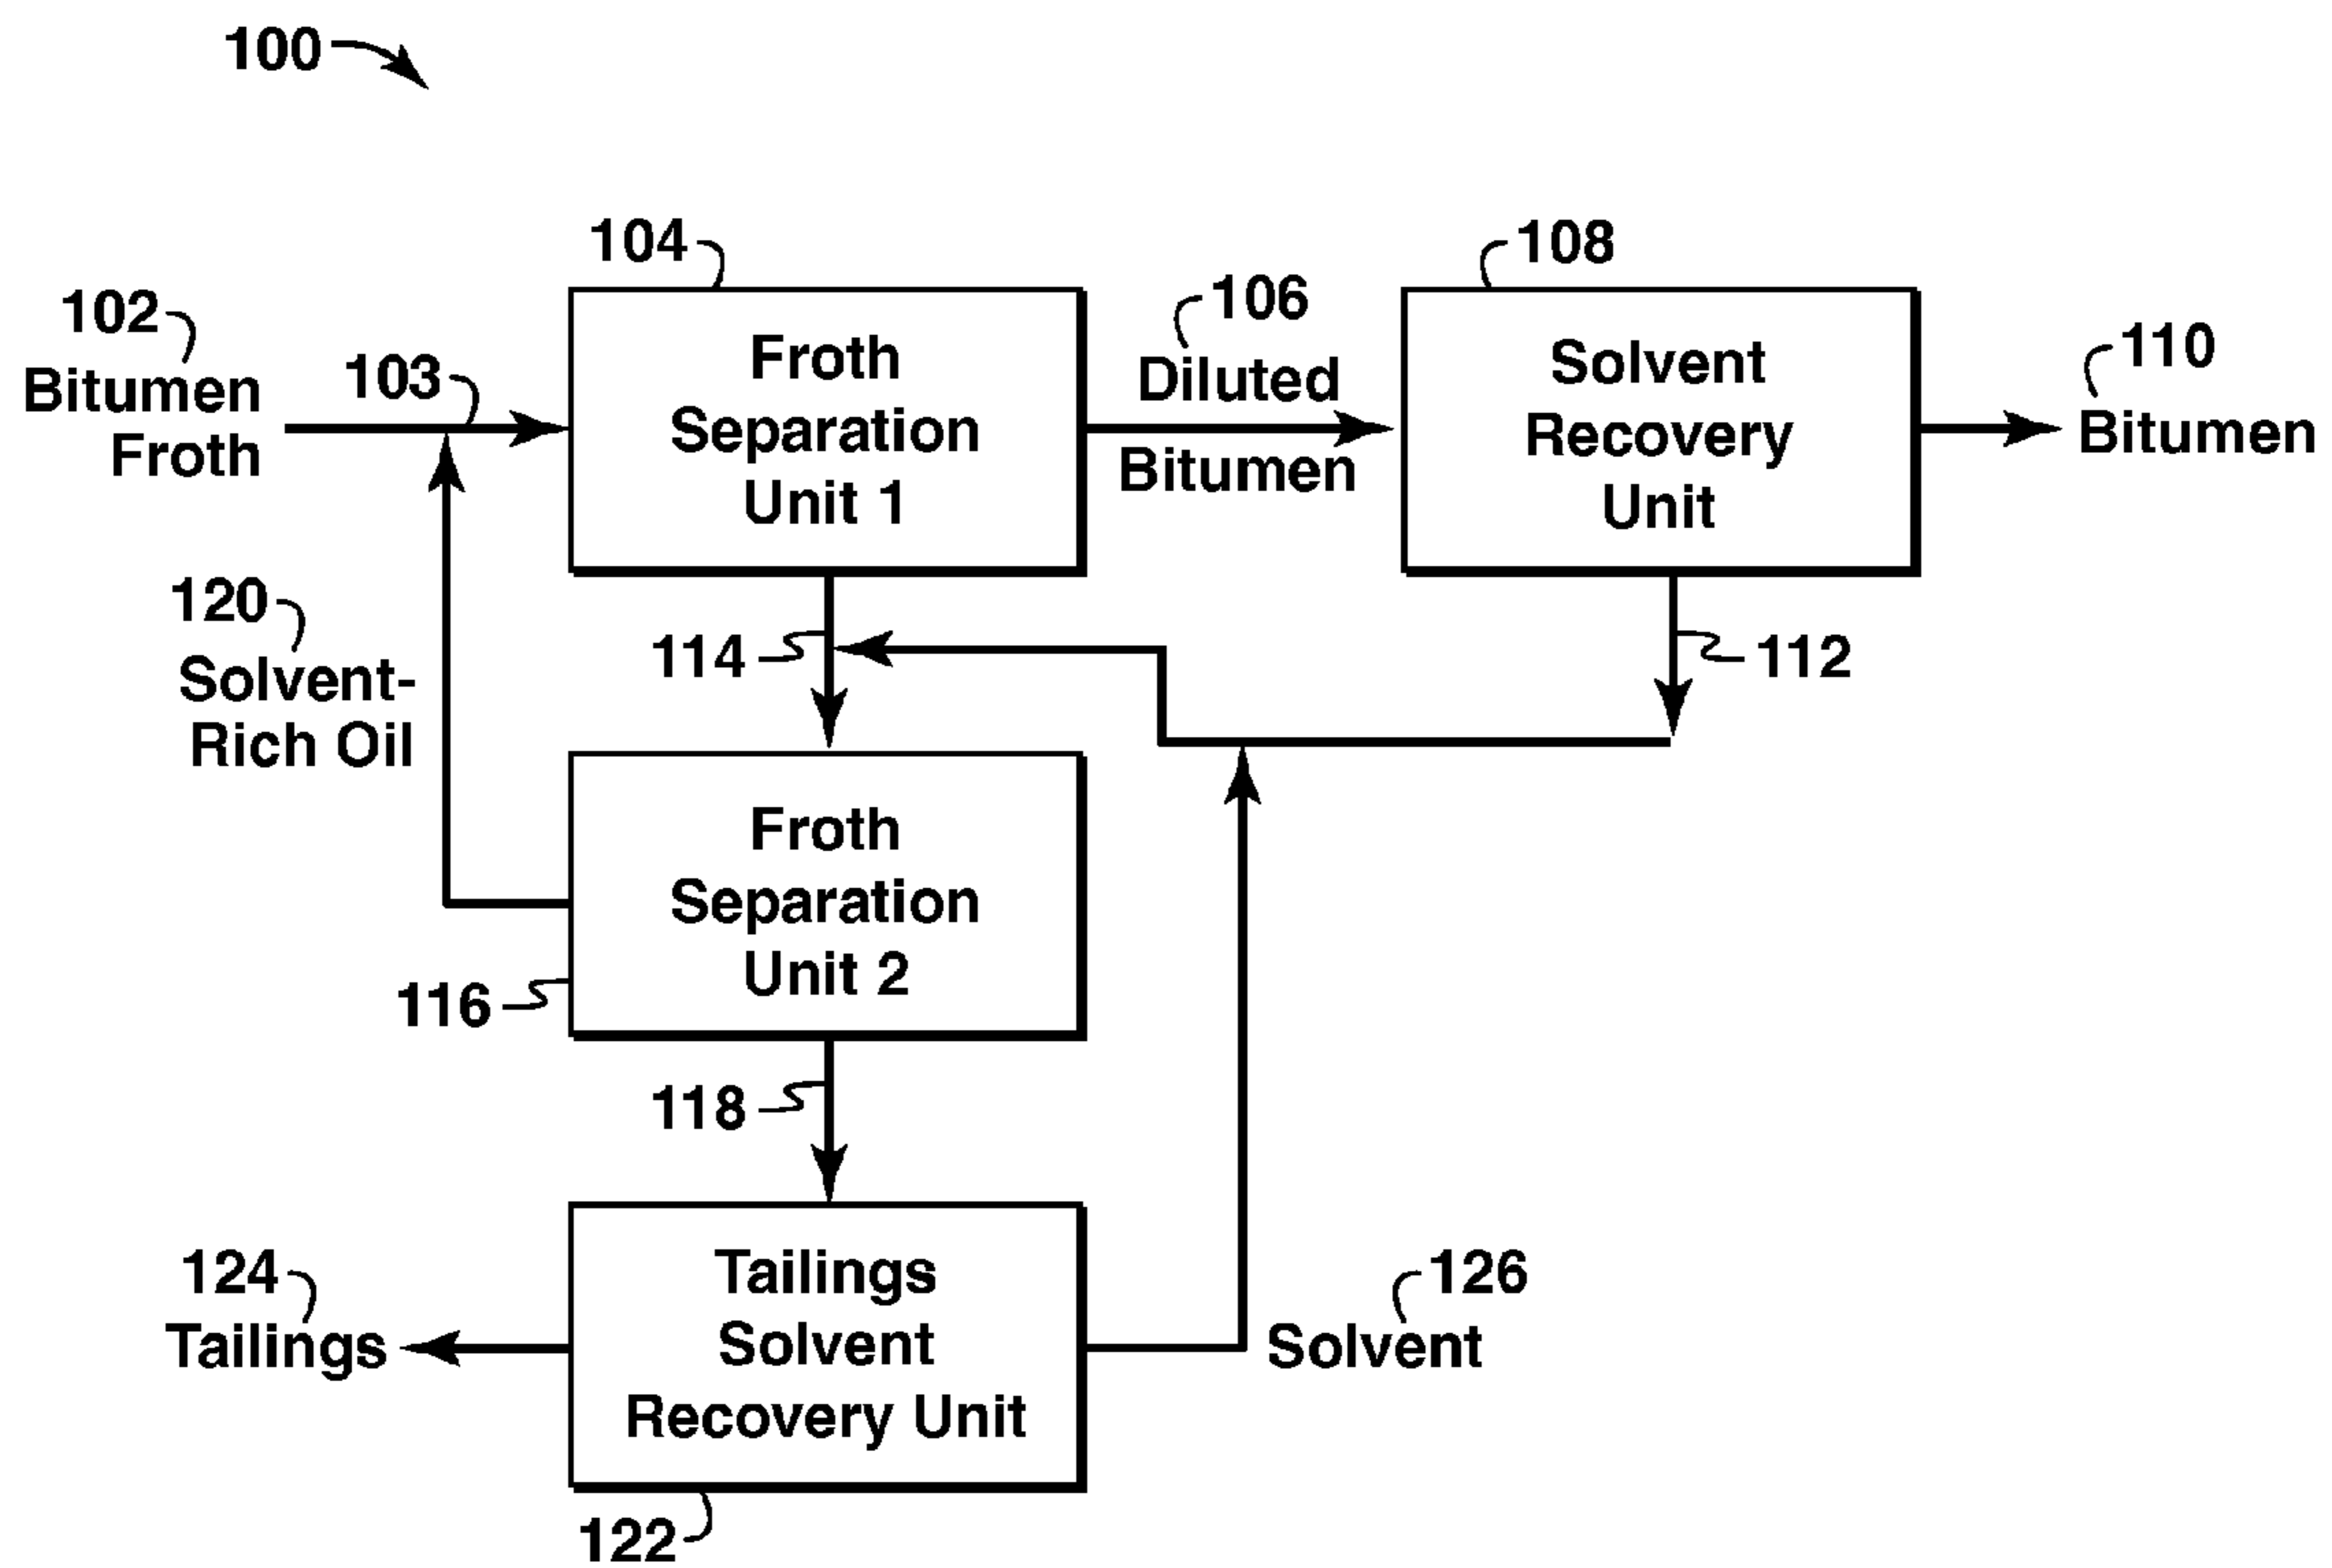 100
104
108
102
Bitumen
Froth
103
Froth
Separation
Unit 1
106
Diluted
Bitumen
Solvent
Recovery
Unit
110
Bitumen
120
Solvent-
Rich Oil
114
112
Froth
Separation
Unit 2
116
118
124
Tailings
Tailings
Solvent
Recovery Unit
126
Solvent
122